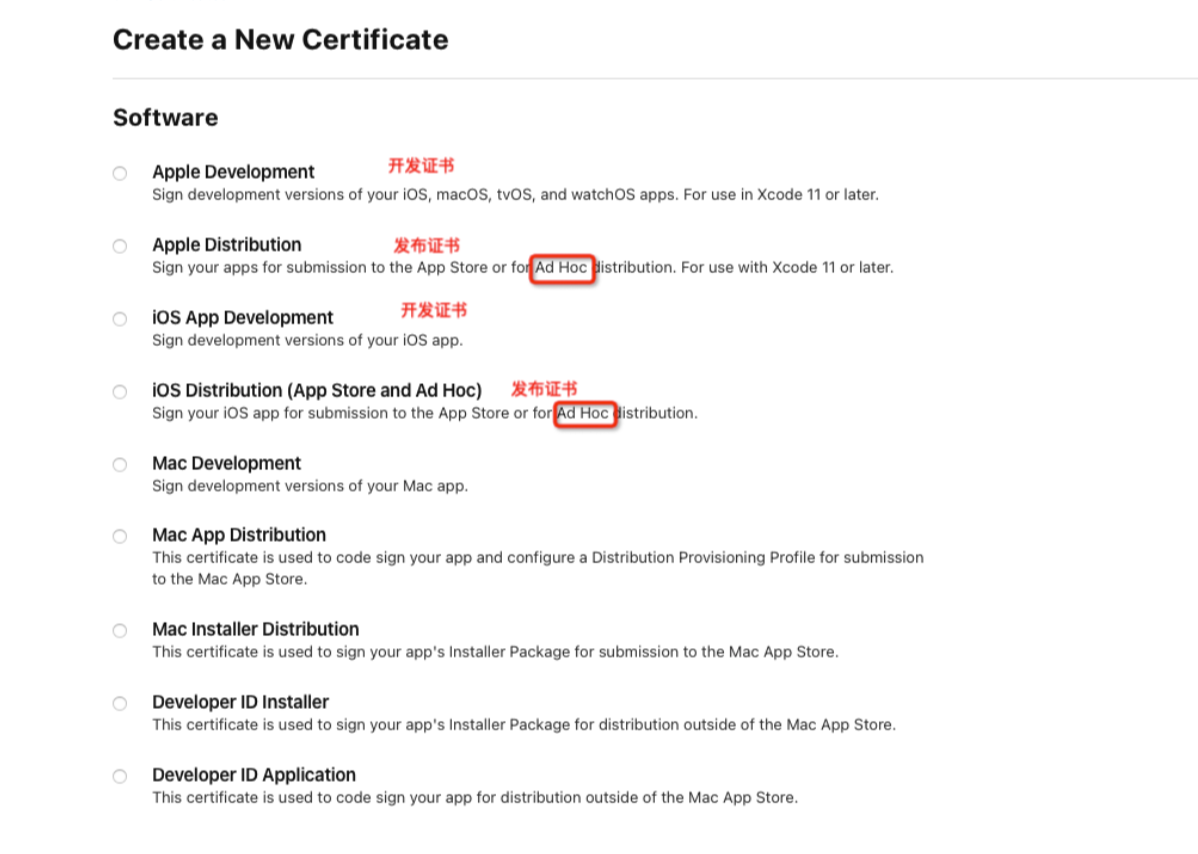 Create a New Certificate
Software
Apple Development 开发证书
Sign development versions of your iOS, macOS, tvOS, and watchOS apps. For use in Xcode 11 or later.
Apple Distribution 发布证书
Sign your apps for submission to the App Store or for Ad Hoc distribution. For use with Xcode 11 or later.
iOS App Development 开发证书
Sign development versions of your iOS app.
iOS Distribution (App Store and Ad Hoc) 发布证书
Sign your iOS app for submission to the App Store or for Ad Hoc distribution.
Mac Development
Sign development versions of your Mac app.
Mac App Distribution
This certificate is used to code sign your app and configure a Distribution Provisioning Profile for submission
to the Mac App Store.
Mac Installer Distribution
This certificate is used to sign your app's Installer Package for submission to the Mac App Store.
Developer ID Installer
This certificate is used to sign your app's Installer Package for distribution outside of the Mac App Store.
Developer ID Application
This certificate is used to code sign your app for distribution outside of the Mac App Store.